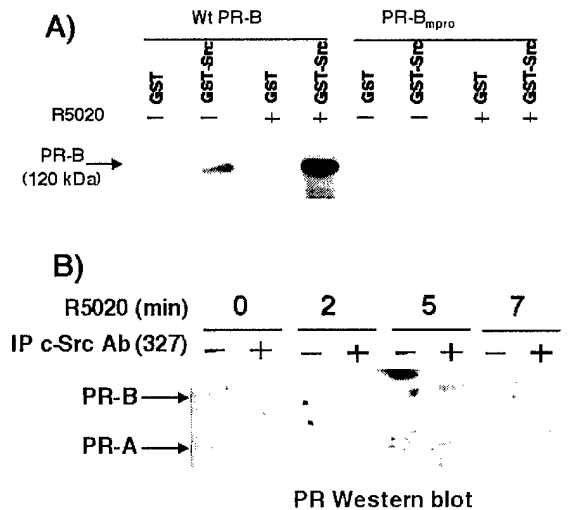 A)
Wt PR-B PR-Bmpro
GST GST-Src GST GST-Src GST GST-Src GST GST-Src
R5020 − − + + − − + +
PR-B
(120 kDa)
B)
R5020 (min) 0 2 5 7
IP c-Src Ab (327) − + − + − + − +
PR-B
PR-A
PR Western blot